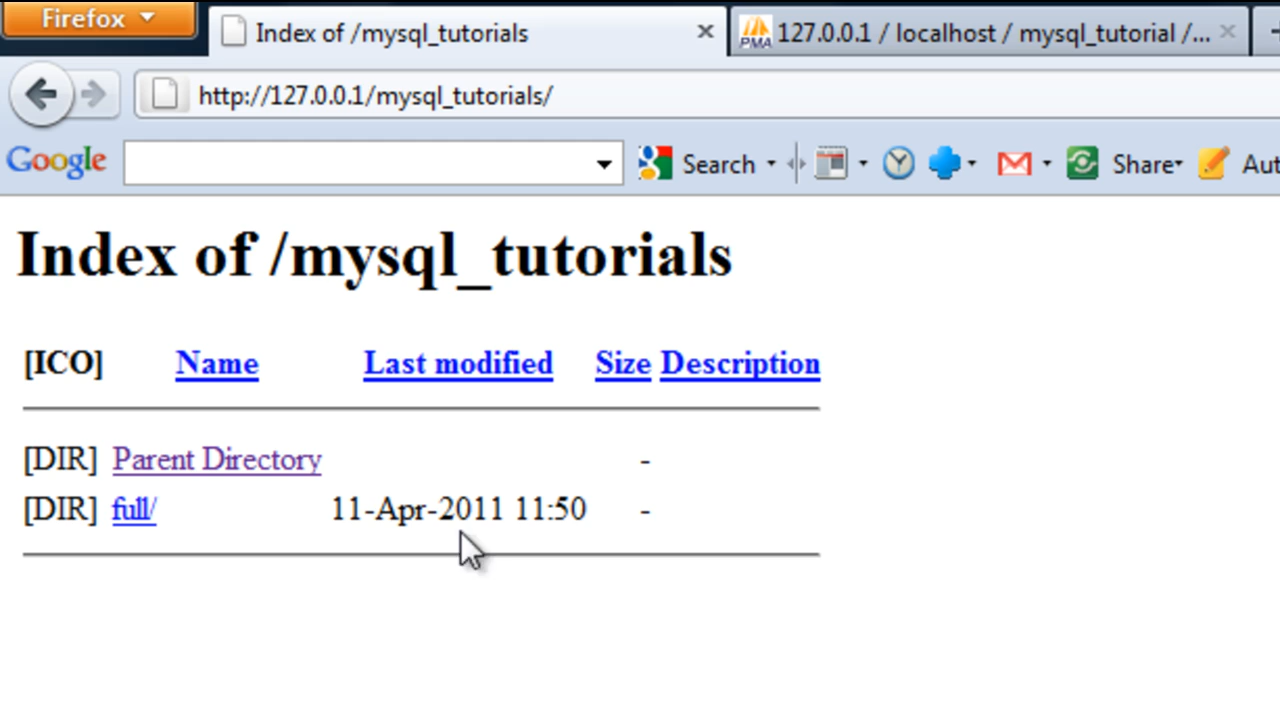 Firefox
Index of /mysql_tutorials
PMA
127.0.0.1 / localhost / mysql_tutorial /...
http://127.0.0.1/mysql_tutorials/
Google Search Share Aut
Index of /mysql_tutorials
[ICO] Name Last modified Size Description
[DIR] Parent Directory -
[DIR] full/ 11-Apr-2011 11:50 -